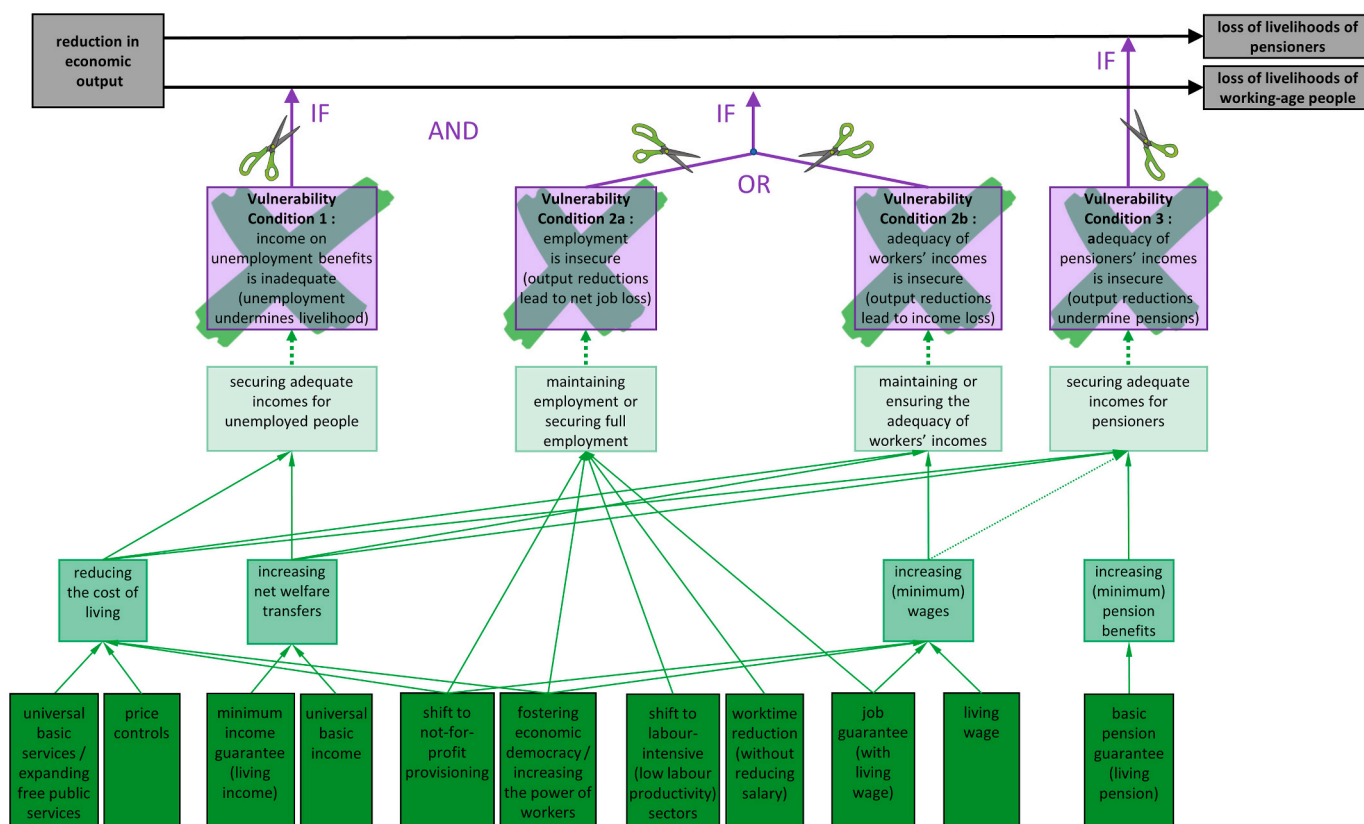 reduction in
economic
output
loss of livelihoods of
pensioners
loss of livelihoods of
working-age people
IF
AND
IF
OR
IF
Vulnerability
Condition 1 :
income on
unemployment benefits
is inadequate
(unemployment
undermines livelihood)
Vulnerability
Condition 2a :
employment
is insecure
(output reductions
lead to net job loss)
Vulnerability
Condition 2b :
adequacy of
workers' incomes
is insecure
(output reductions
lead to income loss)
Vulnerability
Condition 3 :
adequacy of
pensioners' incomes
is insecure
(output reductions
undermine pensions)
securing adequate
incomes for
unemployed people
maintaining
employment or
securing full
employment
maintaining or
ensuring the
adequacy of
workers' incomes
securing adequate
incomes for
pensioners
reducing
the cost of
living
increasing
net welfare
transfers
increasing
(minimum)
wages
increasing
(minimum)
pension
benefits
universal
basic
services /
expanding
free public
services
price
controls
minimum
income
guarantee
(living
income)
universal
basic
income
shift to
not-for-
profit
provisioning
fostering
economic
democracy /
increasing
the power of
workers
shift to
labour-
intensive
(low labour
productivity)
sectors
worktime
reduction
(without
reducing
salary)
job
guarantee
(with
living
wage)
living
wage
basic
pension
guarantee
(living
pension)